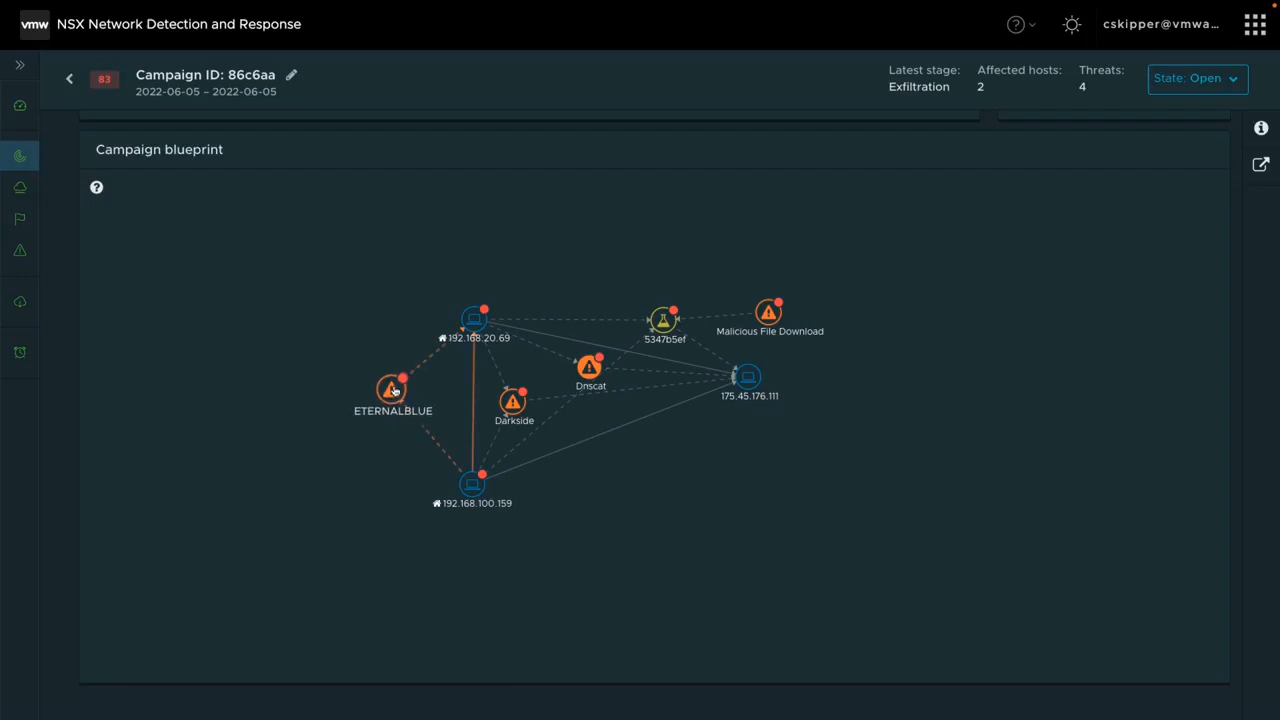 vmw NSX Network Detection and Response
? cskipper@vmwa...
83 Campaign ID: 86c6aa
2022-06-05 – 2022-06-05
Latest stage:
Exfiltration
Affected hosts:
2
Threats:
4
State: Open
Campaign blueprint
?
192.168.20.69
5347b5ef
Malicious File Download
Dnscat
175.45.176.111
ETERNALBLUE
Darkside
192.168.100.159